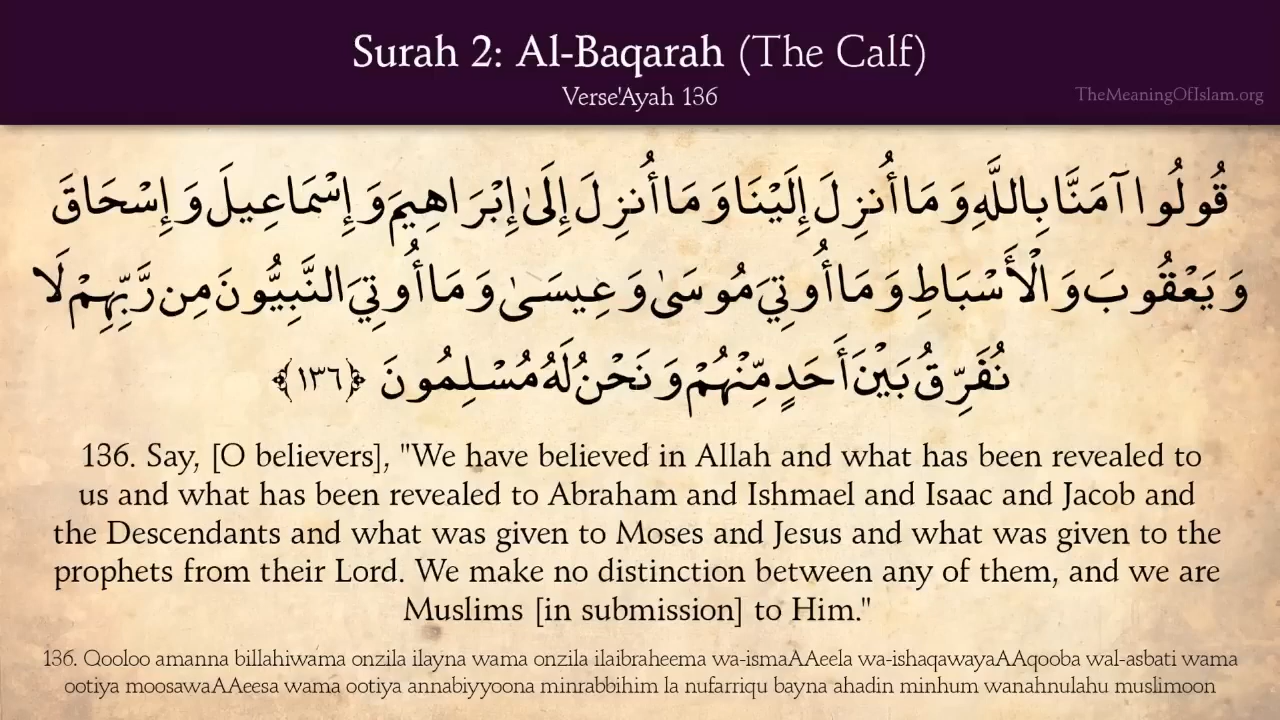 Surah 2: Al-Baqarah (The Calf)
Verse'Ayah 136
TheMeaningOfIslam.org
قُولُوا آمَنَّا بِاللَّهِ وَمَا أُنزِلَ إِلَيْنَا وَمَا أُنزِلَ إِلَىٰ إِبْرَاهِيمَ وَإِسْمَاعِيلَ وَإِسْحَاقَ
وَيَعْقُوبَ وَالْأَسْبَاطِ وَمَا أُوتِيَ مُوسَىٰ وَعِيسَىٰ وَمَا أُوتِيَ النَّبِيُّونَ مِن رَّبِّهِمْ لَا
نُفَرِّقُ بَيْنَ أَحَدٍ مِّنْهُمْ وَنَحْنُ لَهُ مُسْلِمُونَ ﴿١٣٦﴾
136. Say, [O believers], "We have believed in Allah and what has been revealed to
us and what has been revealed to Abraham and Ishmael and Isaac and Jacob and
the Descendants and what was given to Moses and Jesus and what was given to the
prophets from their Lord. We make no distinction between any of them, and we are
Muslims [in submission] to Him."
136. Qooloo amanna billahiwama onzila ilayna wama onzila ilaibraheema wa-ismaAAeela wa-ishaqawayaAAqooba wal-asbati wama
ootiya moosawaAAeesa wama ootiya annabiyyoona minrabbihim la nufarriqu bayna ahadin minhum wanahnulahu muslimoon